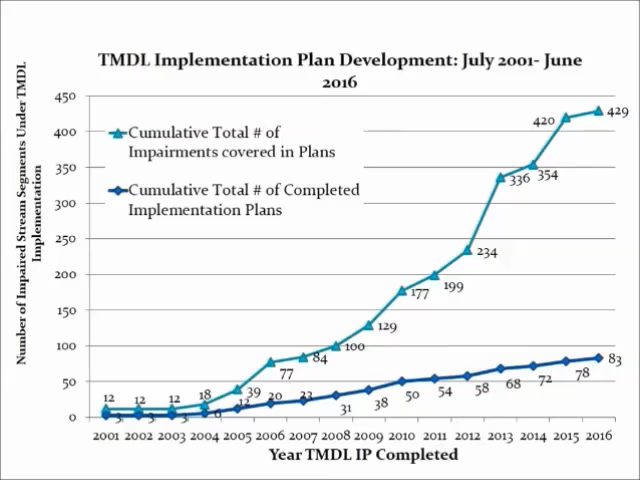 TMDL Implementation Plan Development: July 2001- June
2016
Number of Impaired Stream Segments Under TMDL
Implementation
450
400
350
300
250
200
150
100
50
0
Cumulative Total # of
Impairments covered in Plans
Cumulative Total # of Completed
Implementation Plans
12 12 12 18 39 77 84 100 129 177 199 234 336 354 420 429
3 3 3 6 12 20 23 31 38 50 54 58 68 72 78 83
2001 2002 2003 2004 2005 2006 2007 2008 2009 2010 2011 2012 2013 2014 2015 2016
Year TMDL IP Completed